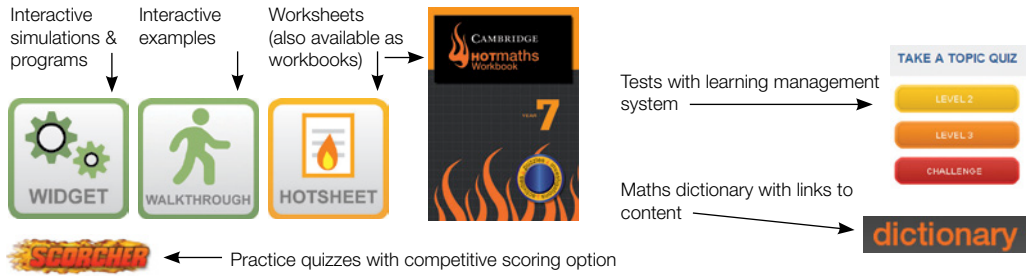 Interactive
simulations &
programs
Interactive
examples
Worksheets
(also available as
workbooks)
WIDGET
WALKTHROUGH
HOTSHEET
CAMBRIDGE
HOTmaths
Workbook
YEAR 7
SCORCHER
Practice quizzes with competitive scoring option
Tests with learning management
system
TAKE A TOPIC QUIZ
LEVEL 2
LEVEL 3
CHALLENGE
Maths dictionary with links to
content
dictionary